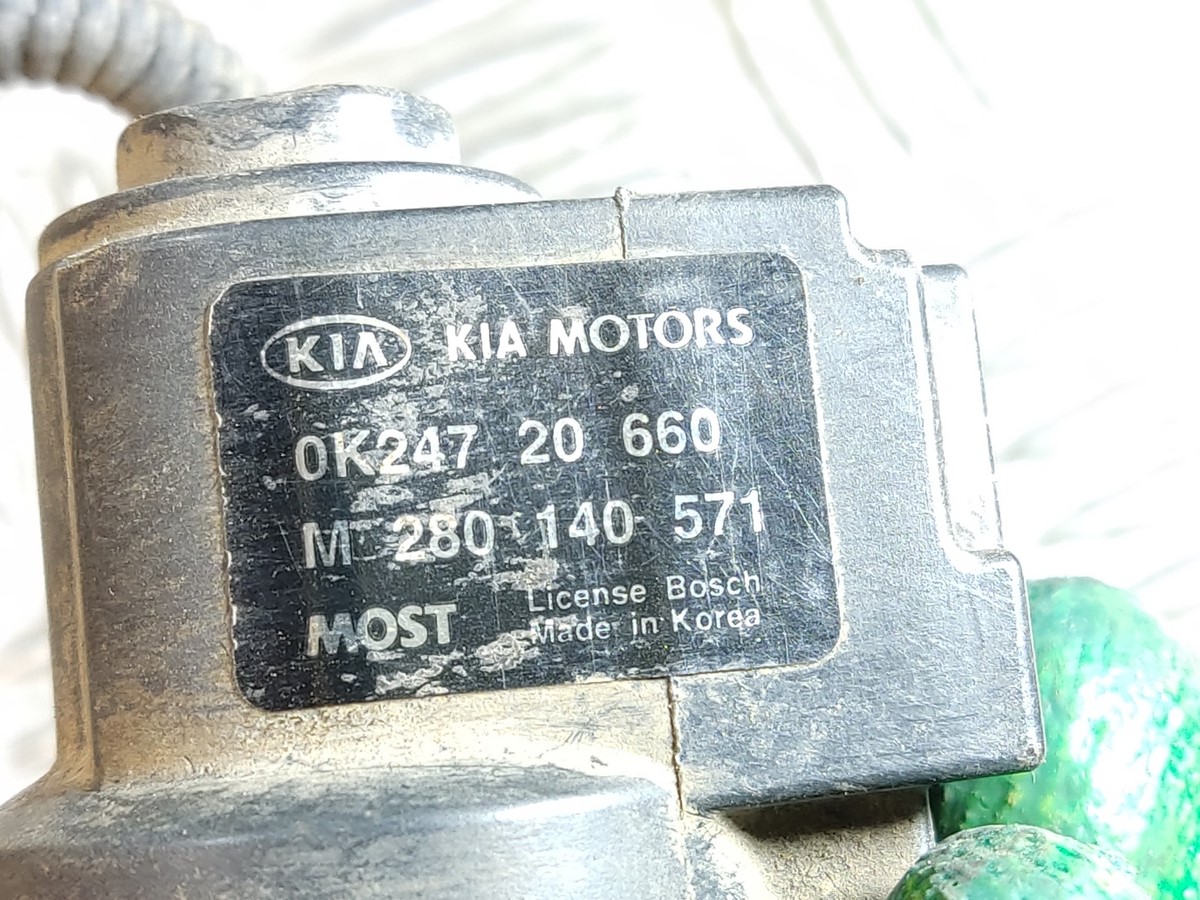 KIA KIA MOTORS
0K247 20 660
M 280 140 571
MOST License Bosch
Made in Korea